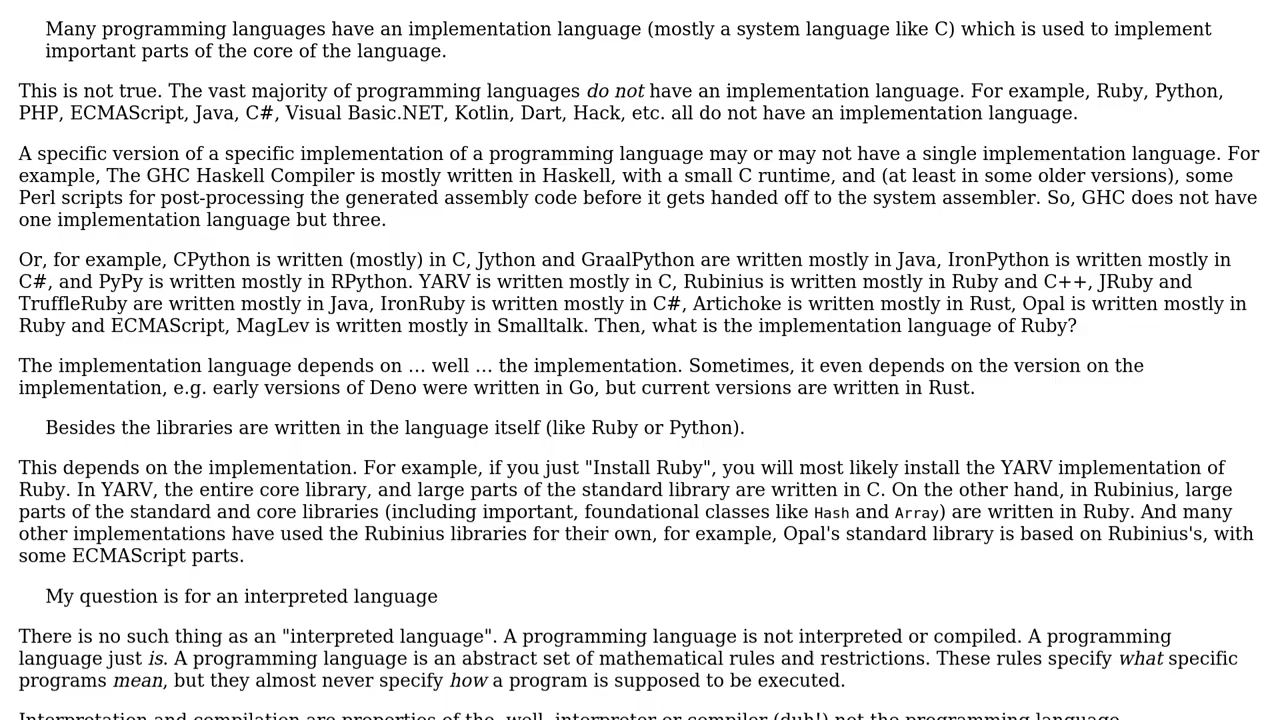 Many programming languages have an implementation language (mostly a system language like C) which is used to implement
important parts of the core of the language.
This is not true. The vast majority of programming languages do not have an implementation language. For example, Ruby, Python,
PHP, ECMAScript, Java, C#, Visual Basic.NET, Kotlin, Dart, Hack, etc. all do not have an implementation language.
A specific version of a specific implementation of a programming language may or may not have a single implementation language. For
example, The GHC Haskell Compiler is mostly written in Haskell, with a small C runtime, and (at least in some older versions), some
Perl scripts for post-processing the generated assembly code before it gets handed off to the system assembler. So, GHC does not have
one implementation language but three.
Or, for example, CPython is written (mostly) in C, Jython and GraalPython are written mostly in Java, IronPython is written mostly in
C#, and PyPy is written mostly in RPython. YARV is written mostly in C, Rubinius is written mostly in Ruby and C++, JRuby and
TruffleRuby are written mostly in Java, IronRuby is written mostly in C#, Artichoke is written mostly in Rust, Opal is written mostly in
Ruby and ECMAScript, MagLev is written mostly in Smalltalk. Then, what is the implementation language of Ruby?
The implementation language depends on … well … the implementation. Sometimes, it even depends on the version on the
implementation, e.g. early versions of Deno were written in Go, but current versions are written in Rust.
Besides the libraries are written in the language itself (like Ruby or Python).
This depends on the implementation. For example, if you just "Install Ruby", you will most likely install the YARV implementation of
Ruby. In YARV, the entire core library, and large parts of the standard library are written in C. On the other hand, in Rubinius, large
parts of the standard and core libraries (including important, foundational classes like Hash and Array) are written in Ruby. And many
other implementations have used the Rubinius libraries for their own, for example, Opal's standard library is based on Rubinius's, with
some ECMAScript parts.
My question is for an interpreted language
There is no such thing as an "interpreted language". A programming language is not interpreted or compiled. A programming
language just is. A programming language is an abstract set of mathematical rules and restrictions. These rules specify what specific
programs mean, but they almost never specify how a program is supposed to be executed.
Interpretation and compilation are properties of the, well, interpreter or compiler (duh!) not the programming language.